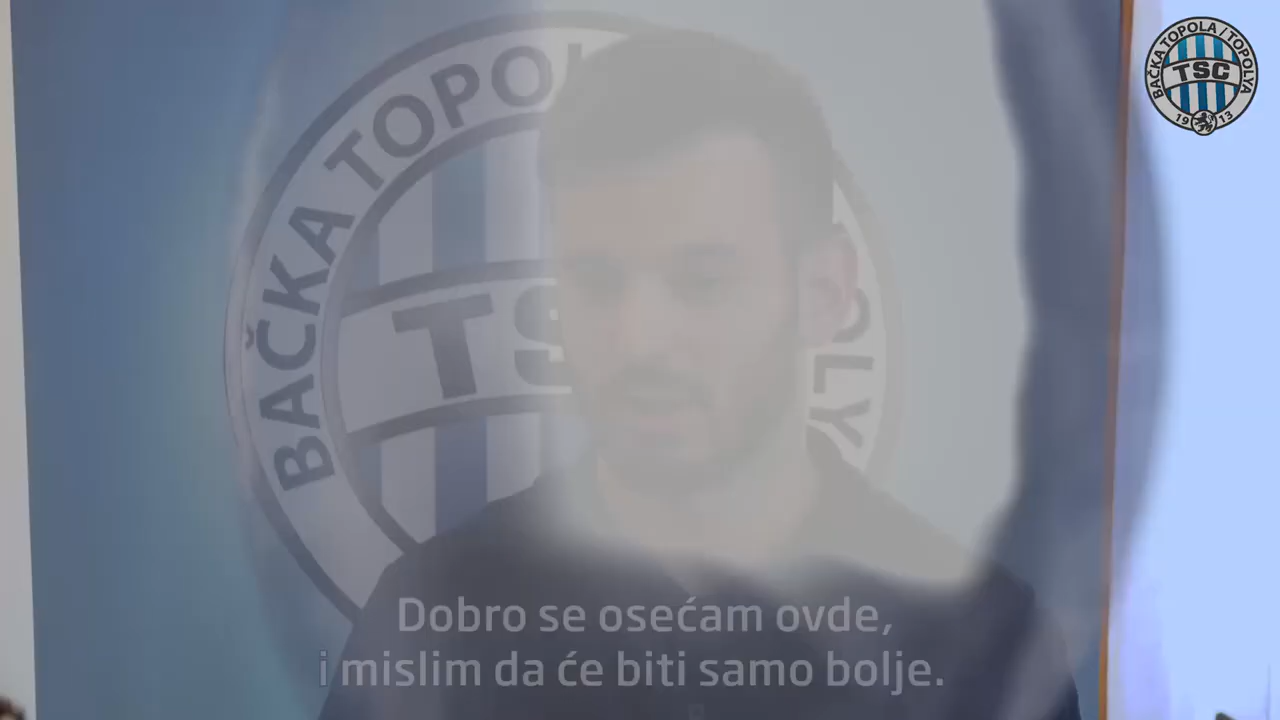 BAČKA TOPOLA / TOPOLYA
TSC
1913
BAČKA TOPOL
TS
OLY
Dobro se osećam ovde,
i mislim da će biti samo bolje.